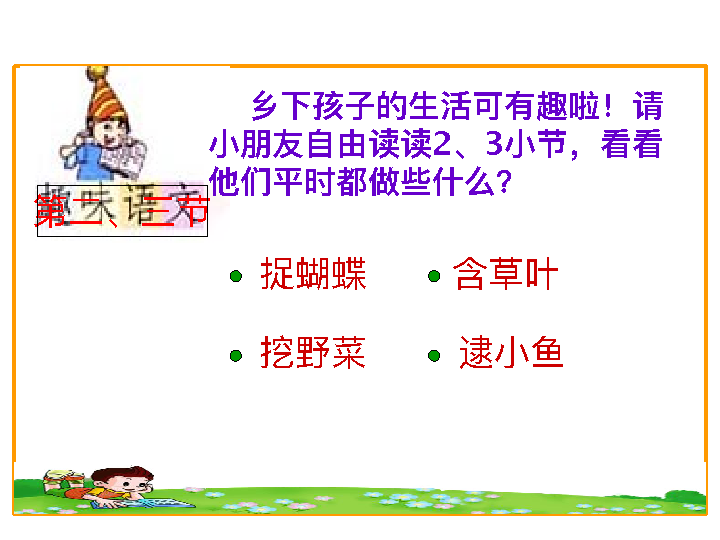 乡下孩子的生活可有趣啦！请
小朋友自由读读2、3小节，看看
他们平时都做些什么？
趣味语文
第二、三节
捉蝴蝶
含草叶
挖野菜
逮小鱼